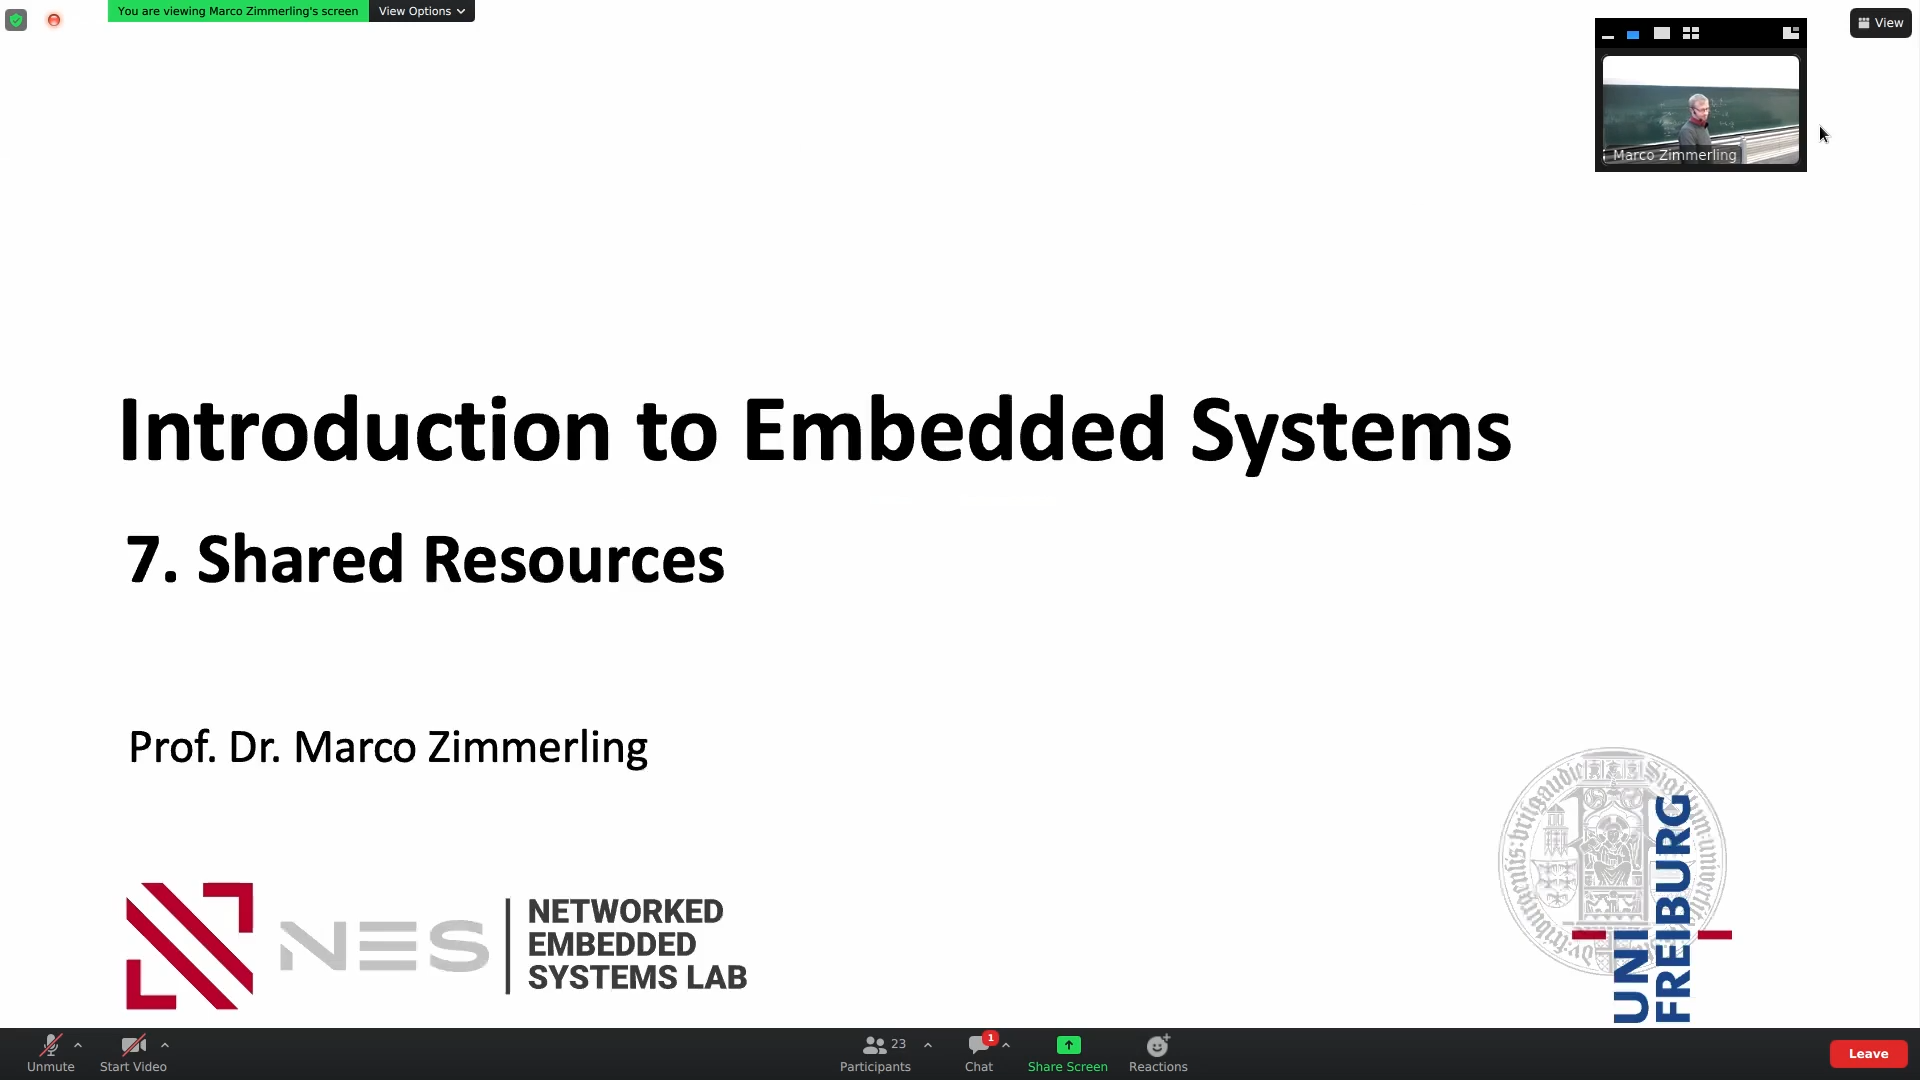 You are viewing Marco Zimmerling's screen
View Options
View
Marco Zimmerling
Introduction to Embedded Systems
7. Shared Resources
Prof. Dr. Marco Zimmerling
NES
NETWORKED
EMBEDDED
SYSTEMS LAB
UNI
FREIBURG
Unmute
Start Video
23
Participants
1
Chat
Share Screen
Reactions
Leave